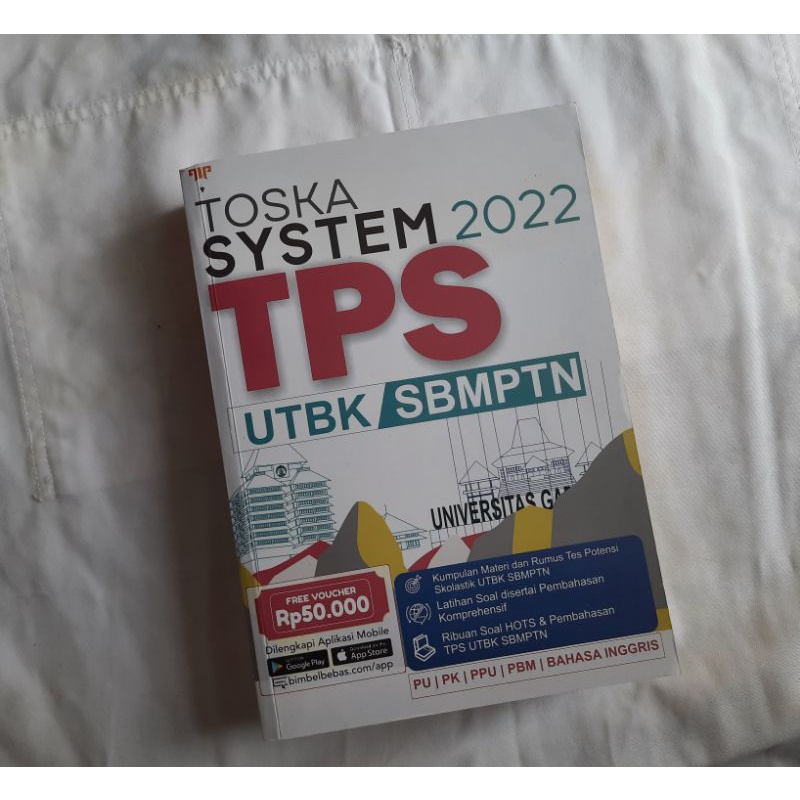 TOSKA
SYSTEM 2022
TPS
UTBK / SBMPTN
UNIVERSITAS GA
Kumpulan Materi dan Rumus Tes Potensi
Skolastik UTBK SBMPTN
Latihan Soal disertai Pembahasan
Komprehensif
Ribuan Soal HOTS & Pembahasan
TPS UTBK SBMPTN
FREE VOUCHER
Rp50.000
Dilengkapi Aplikasi Mobile
Google Play
App Store
bimbelbebas.com/app
PU | PK | PPU | PBM | BAHASA INGGRIS